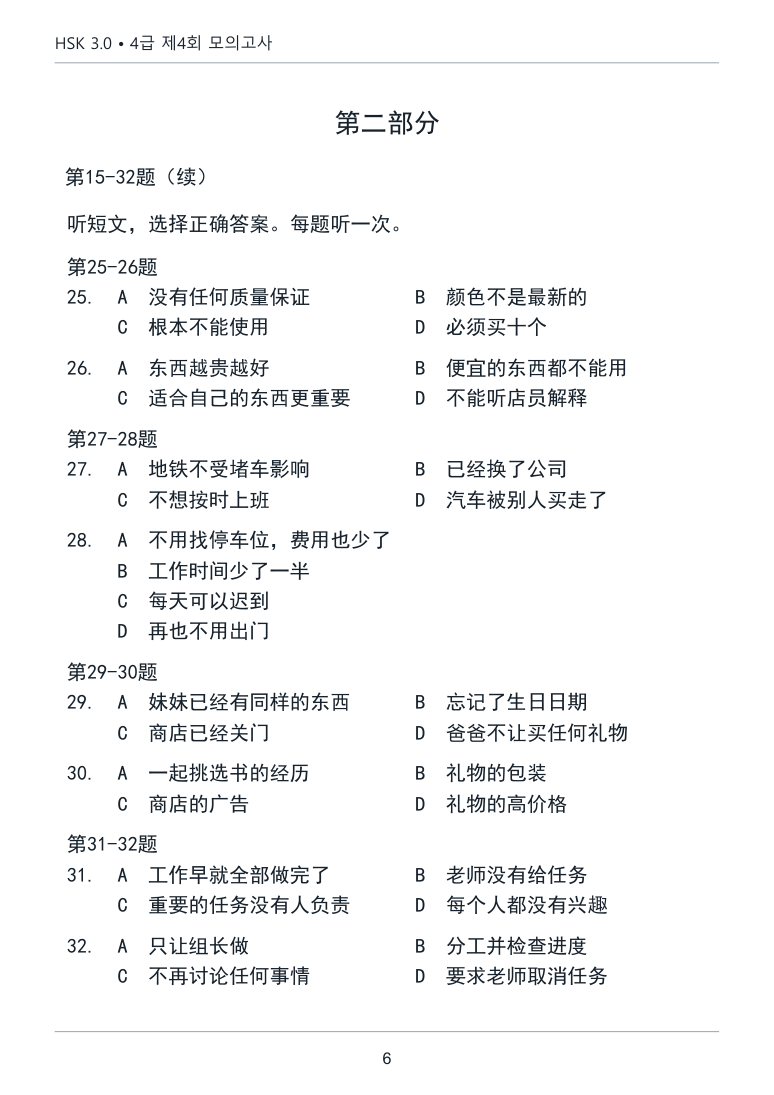 HSK 3.0 • 4급 제4회 모의고사
第二部分
第15-32题（续）
听短文，选择正确答案。每题听一次。
第25-26题
25. A 没有任何质量保证 B 颜色不是最新的
C 根本不能使用 D 必须买十个
26. A 东西越贵越好 B 便宜的东西都不能用
C 适合自己的东西更重要 D 不能听店员解释
第27-28题
27. A 地铁不受堵车影响 B 已经换了公司
C 不想按时上班 D 汽车被别人买走了
28. A 不用找停车位，费用也少了
B 工作时间少了一半
C 每天可以迟到
D 再也不用出门
第29-30题
29. A 妹妹已经有同样的东西 B 忘记了生日日期
C 商店已经关门 D 爸爸不让买任何礼物
30. A 一起挑选书的经历 B 礼物的包装
C 商店的广告 D 礼物的高价格
第31-32题
31. A 工作早就全部做完了 B 老师没有给任务
C 重要的任务没有人负责 D 每个人都没有兴趣
32. A 只让组长做 B 分工并检查进度
C 不再讨论任何事情 D 要求老师取消任务
6